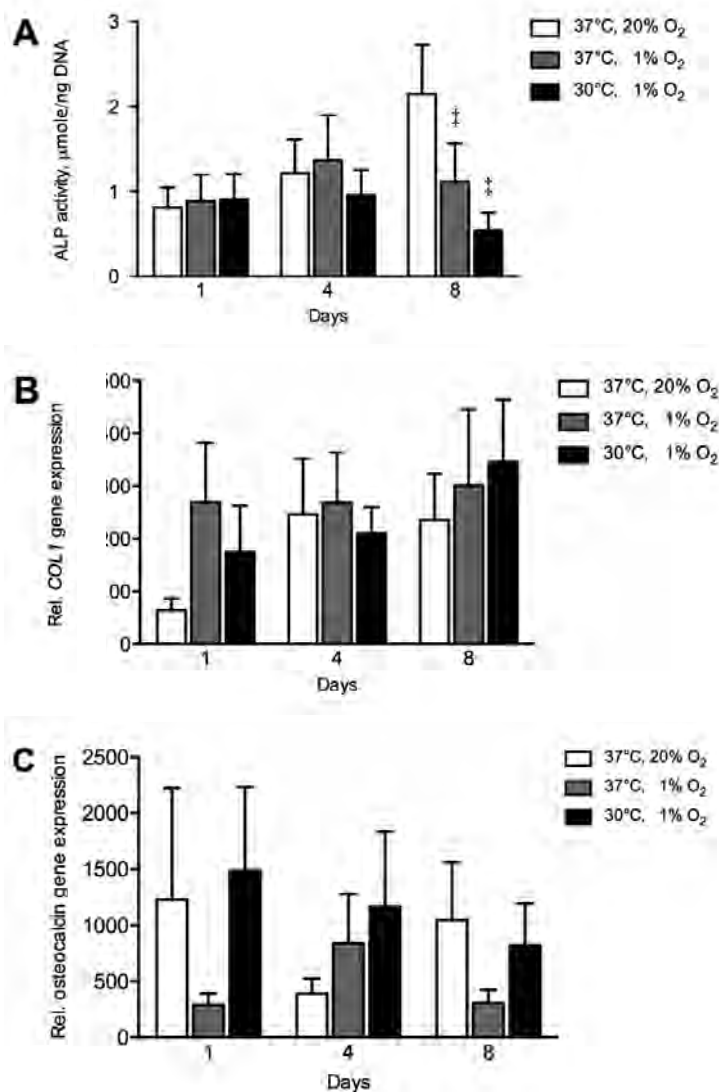 A
ALP activity, µmole/ng DNA
3
2
1
0
‡
‡
1 4 8
Days
37°C, 20% O₂
37°C, 1% O₂
30°C, 1% O₂
B
Rel. COL1 gene expression
200
00
0
1 4 8
Days
37°C, 20% O₂
37°C, 1% O₂
30°C, 1% O₂
C
Rel. osteocalcin gene expression
2500
2000
1500
1000
500
0
1 4 8
Days
37°C, 20% O₂
37°C, 1% O₂
30°C, 1% O₂